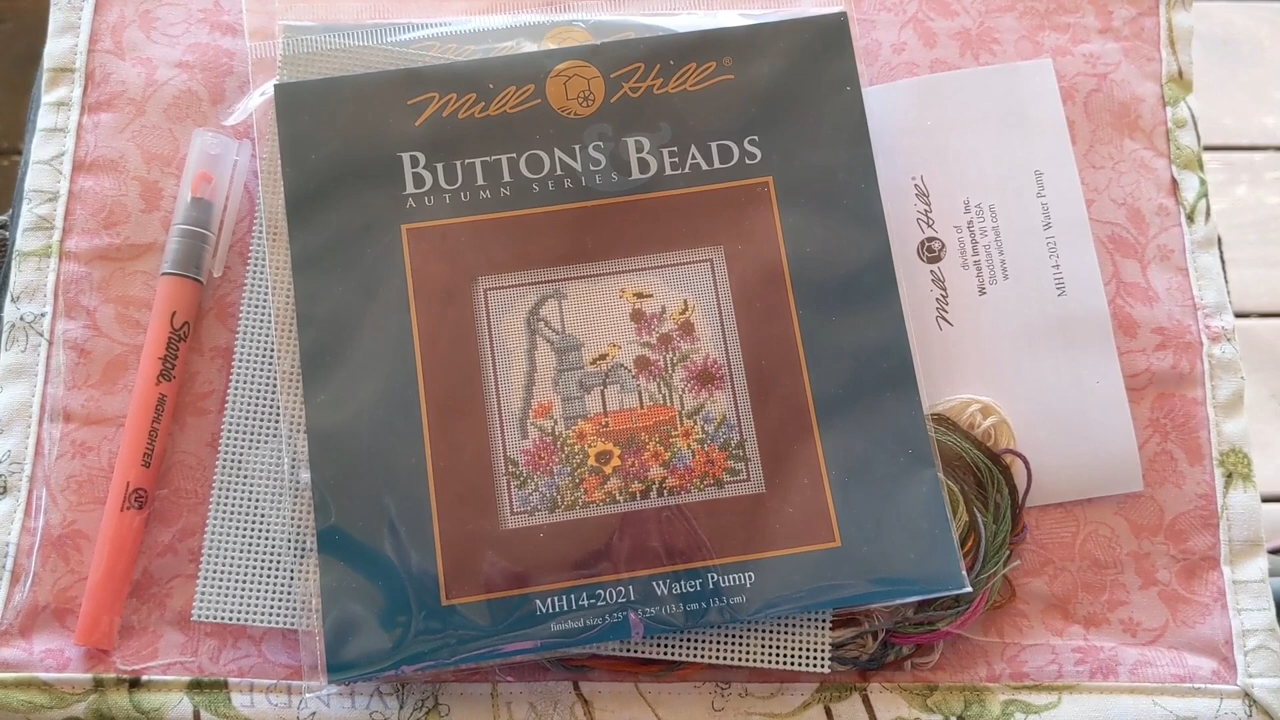 Mill Hill®
BUTTONS & BEADS
AUTUMN SERIES
MH14-2021 Water Pump
finished size 5.25" x 5.25" (13.3 cm x 13.3 cm)
Sharpie HIGHLIGHTER
AP
Mill Hill
division of
Wichelt Imports, Inc.
Stoddard, WI USA
www.wichelt.com
MH14-2021 Water Pump